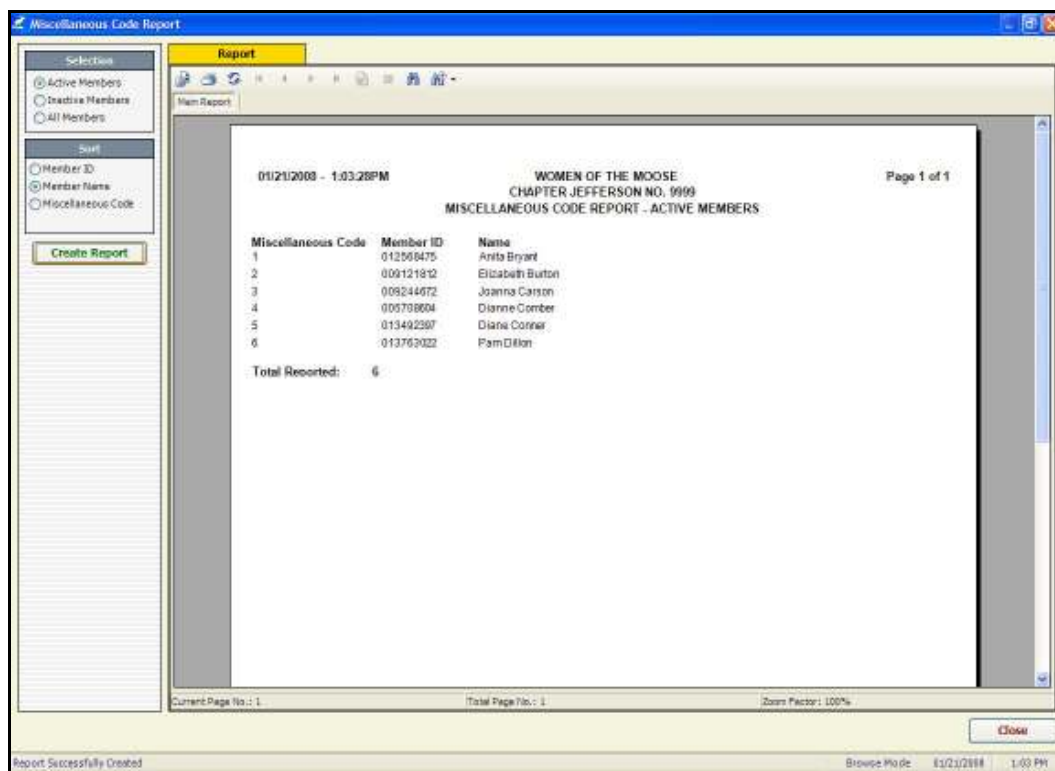 Miscellaneous Code Report
Selection
Active Members
Inactive Members
All Members
Sort
Member ID
Member Name
Miscellaneous Code
Create Report
Report
Main Report
01/21/2008 - 1:03:28PM WOMEN OF THE MOOSE Page 1 of 1
CHAPTER JEFFERSON NO. 9999
MISCELLANEOUS CODE REPORT - ACTIVE MEMBERS
Miscellaneous Code Member ID Name
1 012568475 Anita Bryant
2 009121812 Elizabeth Burton
3 009244672 Joanna Carson
4 005708604 Dianne Comber
5 013492397 Diane Conner
6 013763022 Pam Dillon
Total Reported: 6
Current Page No.: 1 Total Page No.: 1 Zoom Factor: 100%
Close
Report Successfully Created Browse Mode 01/21/2008 1:03 PM